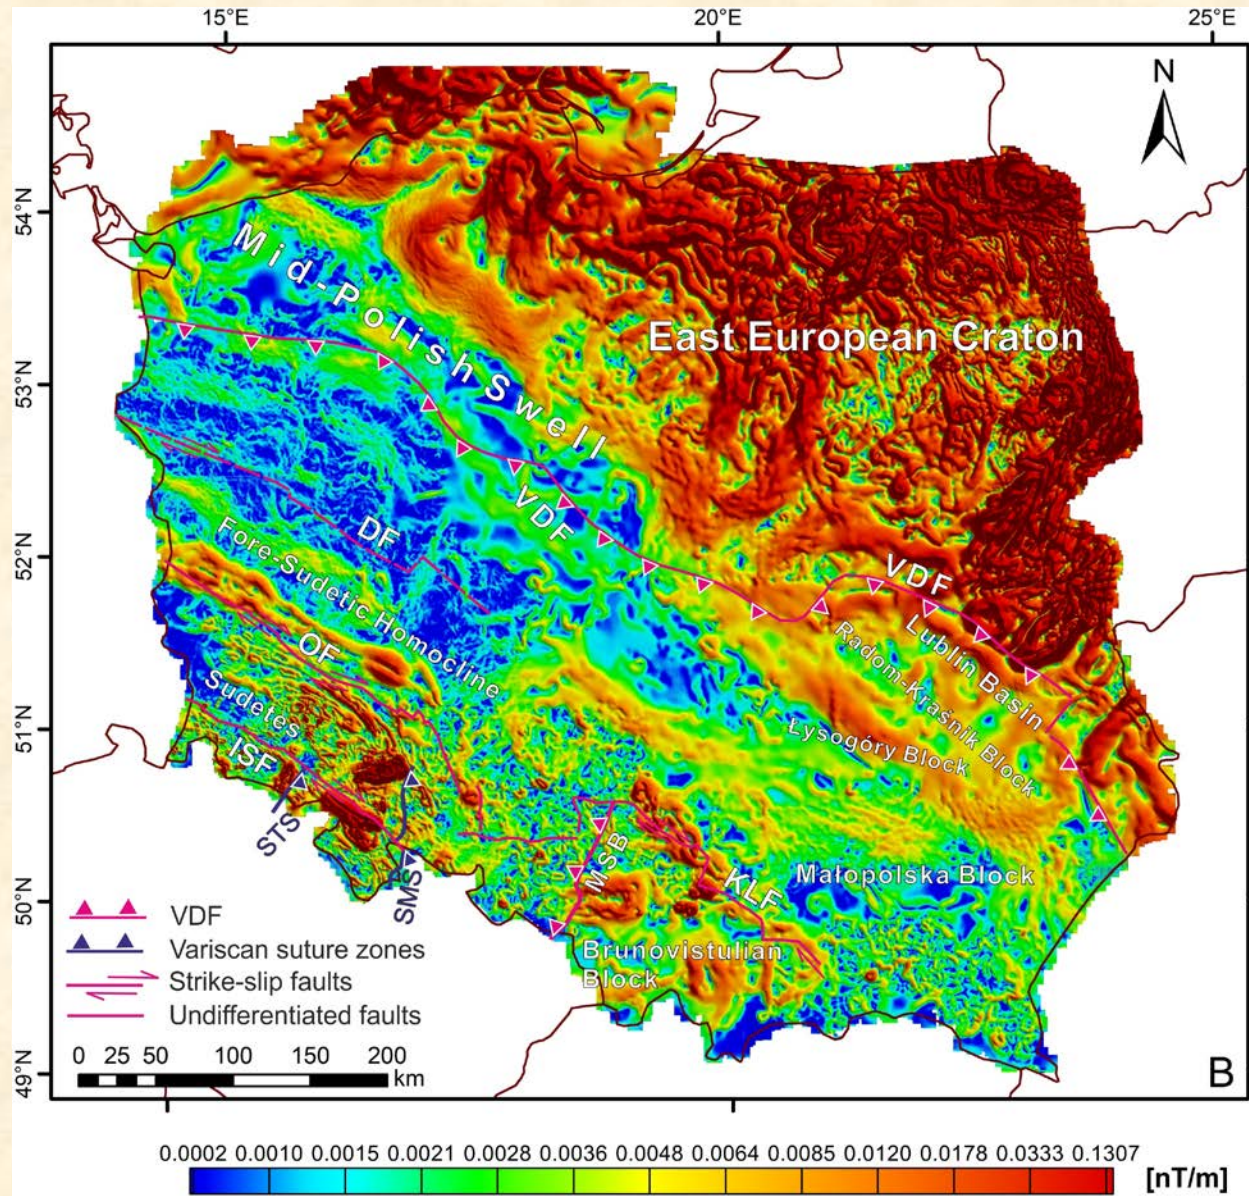 15°E 20°E 25°E
N
54°N
53°N
52°N
51°N
50°N
49°N
Mid-Polish Swell
East European Craton
VDF
VDF
DF
Fore-Sudetic Homocline
OF
Sudetes
ISF
STS
SMS
Lublin Basin
Radom-Kraśnik Block
Łysogóry Block
Małopolska Block
MSB
KLF
Brunovistulian
Block
VDF
Variscan suture zones
Strike-slip faults
Undifferentiated faults
0 25 50 100 150 200
km
B
0.0002 0.0010 0.0015 0.0021 0.0028 0.0036 0.0048 0.0064 0.0085 0.0120 0.0178 0.0333 0.1307
[nT/m]